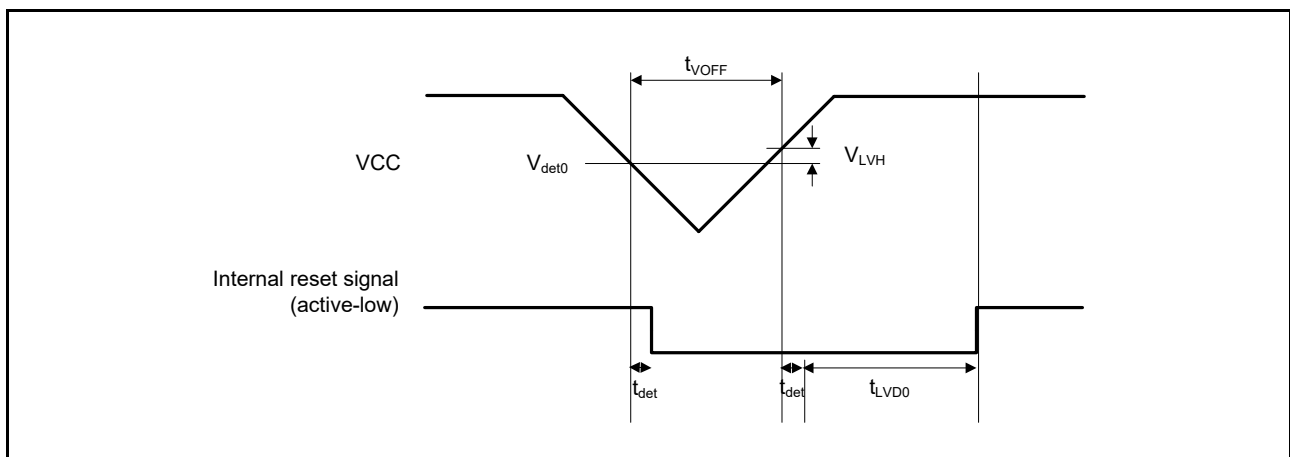 tVOFF
VCC
Vdet0
VLVH
Internal reset signal
(active-low)
tdet
tdet
tLVD0